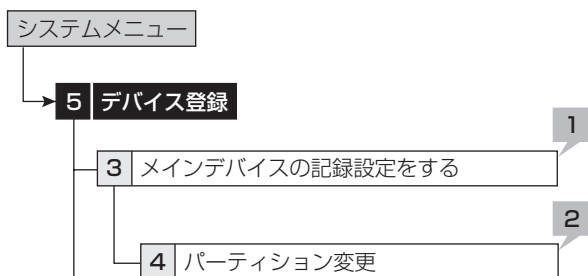 システムメニュー
5 デバイス登録
1
3 メインデバイスの記録設定をする
2
4 パーティション変更